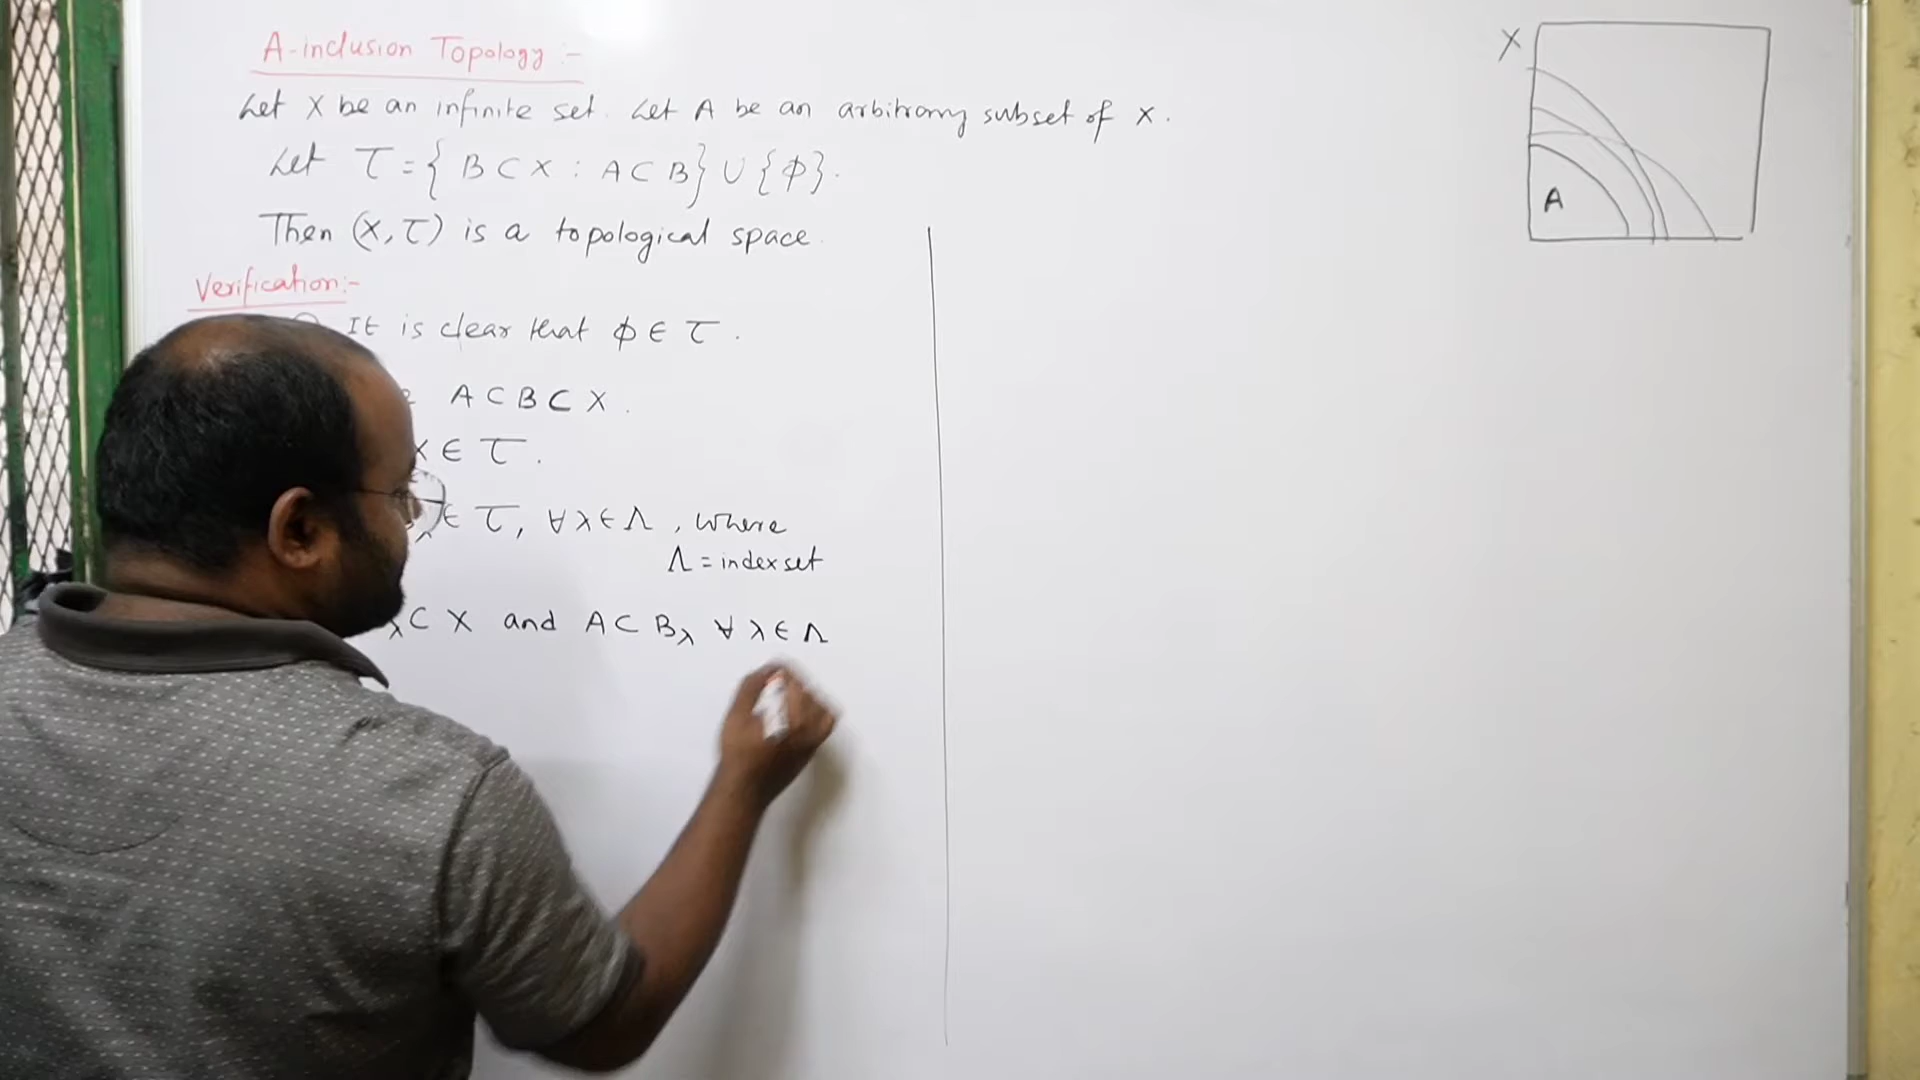 A-inclusion Topology :-
Let X be an infinite set. Let A be an arbitrary subset of X.
Let τ = { B ⊂ X : A ⊂ B} ∪ {ϕ}.
Then (X, τ) is a topological space.
Verification:-
It is clear that ϕ ∈ τ.
A ⊂ B ⊂ X.
X ∈ τ.
∈ τ, ∀ λ ∈ Λ, where
Λ = index set
λ ⊂ X and A ⊂ B_λ ∀ λ ∈ Λ
X
A